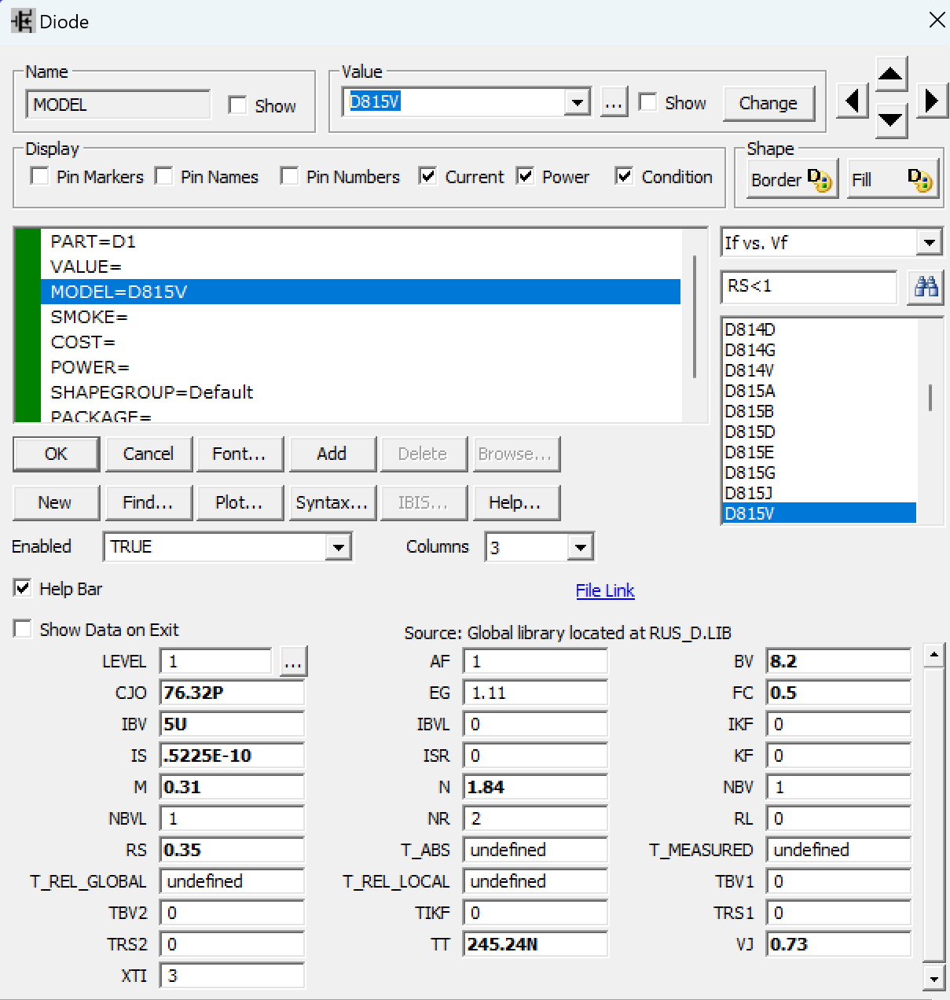 Diode
Name
Value
MODEL
Show
D815V
...
Show
Change
Display
Shape
Pin Markers
Pin Names
Pin Numbers
Current
Power
Condition
Border
Fill
PART=D1
VALUE=
MODEL=D815V
SMOKE=
COST=
POWER=
SHAPEGROUP=Default
PACKAGE=
If vs. Vf
RS<1
D814D
D814G
D814V
D815A
D815B
D815D
D815E
D815G
D815J
D815V
OK
Cancel
Font...
Add
Delete
Browse...
New
Find...
Plot...
Syntax...
IBIS...
Help...
Enabled
TRUE
Columns
3
Help Bar
File Link
Show Data on Exit
Source: Global library located at RUS_D.LIB
LEVEL 1 ... AF 1 BV 8.2
CJO 76.32P EG 1.11 FC 0.5
IBV 5U IBVL 0 IKF 0
IS .5225E-10 ISR 0 KF 0
M 0.31 N 1.84 NBV 1
NBVL 1 NR 2 RL 0
RS 0.35 T_ABS undefined T_MEASURED undefined
T_REL_GLOBAL undefined T_REL_LOCAL undefined TBV1 0
TBV2 0 TIKF 0 TRS1 0
TRS2 0 TT 245.24N VJ 0.73
XTI 3